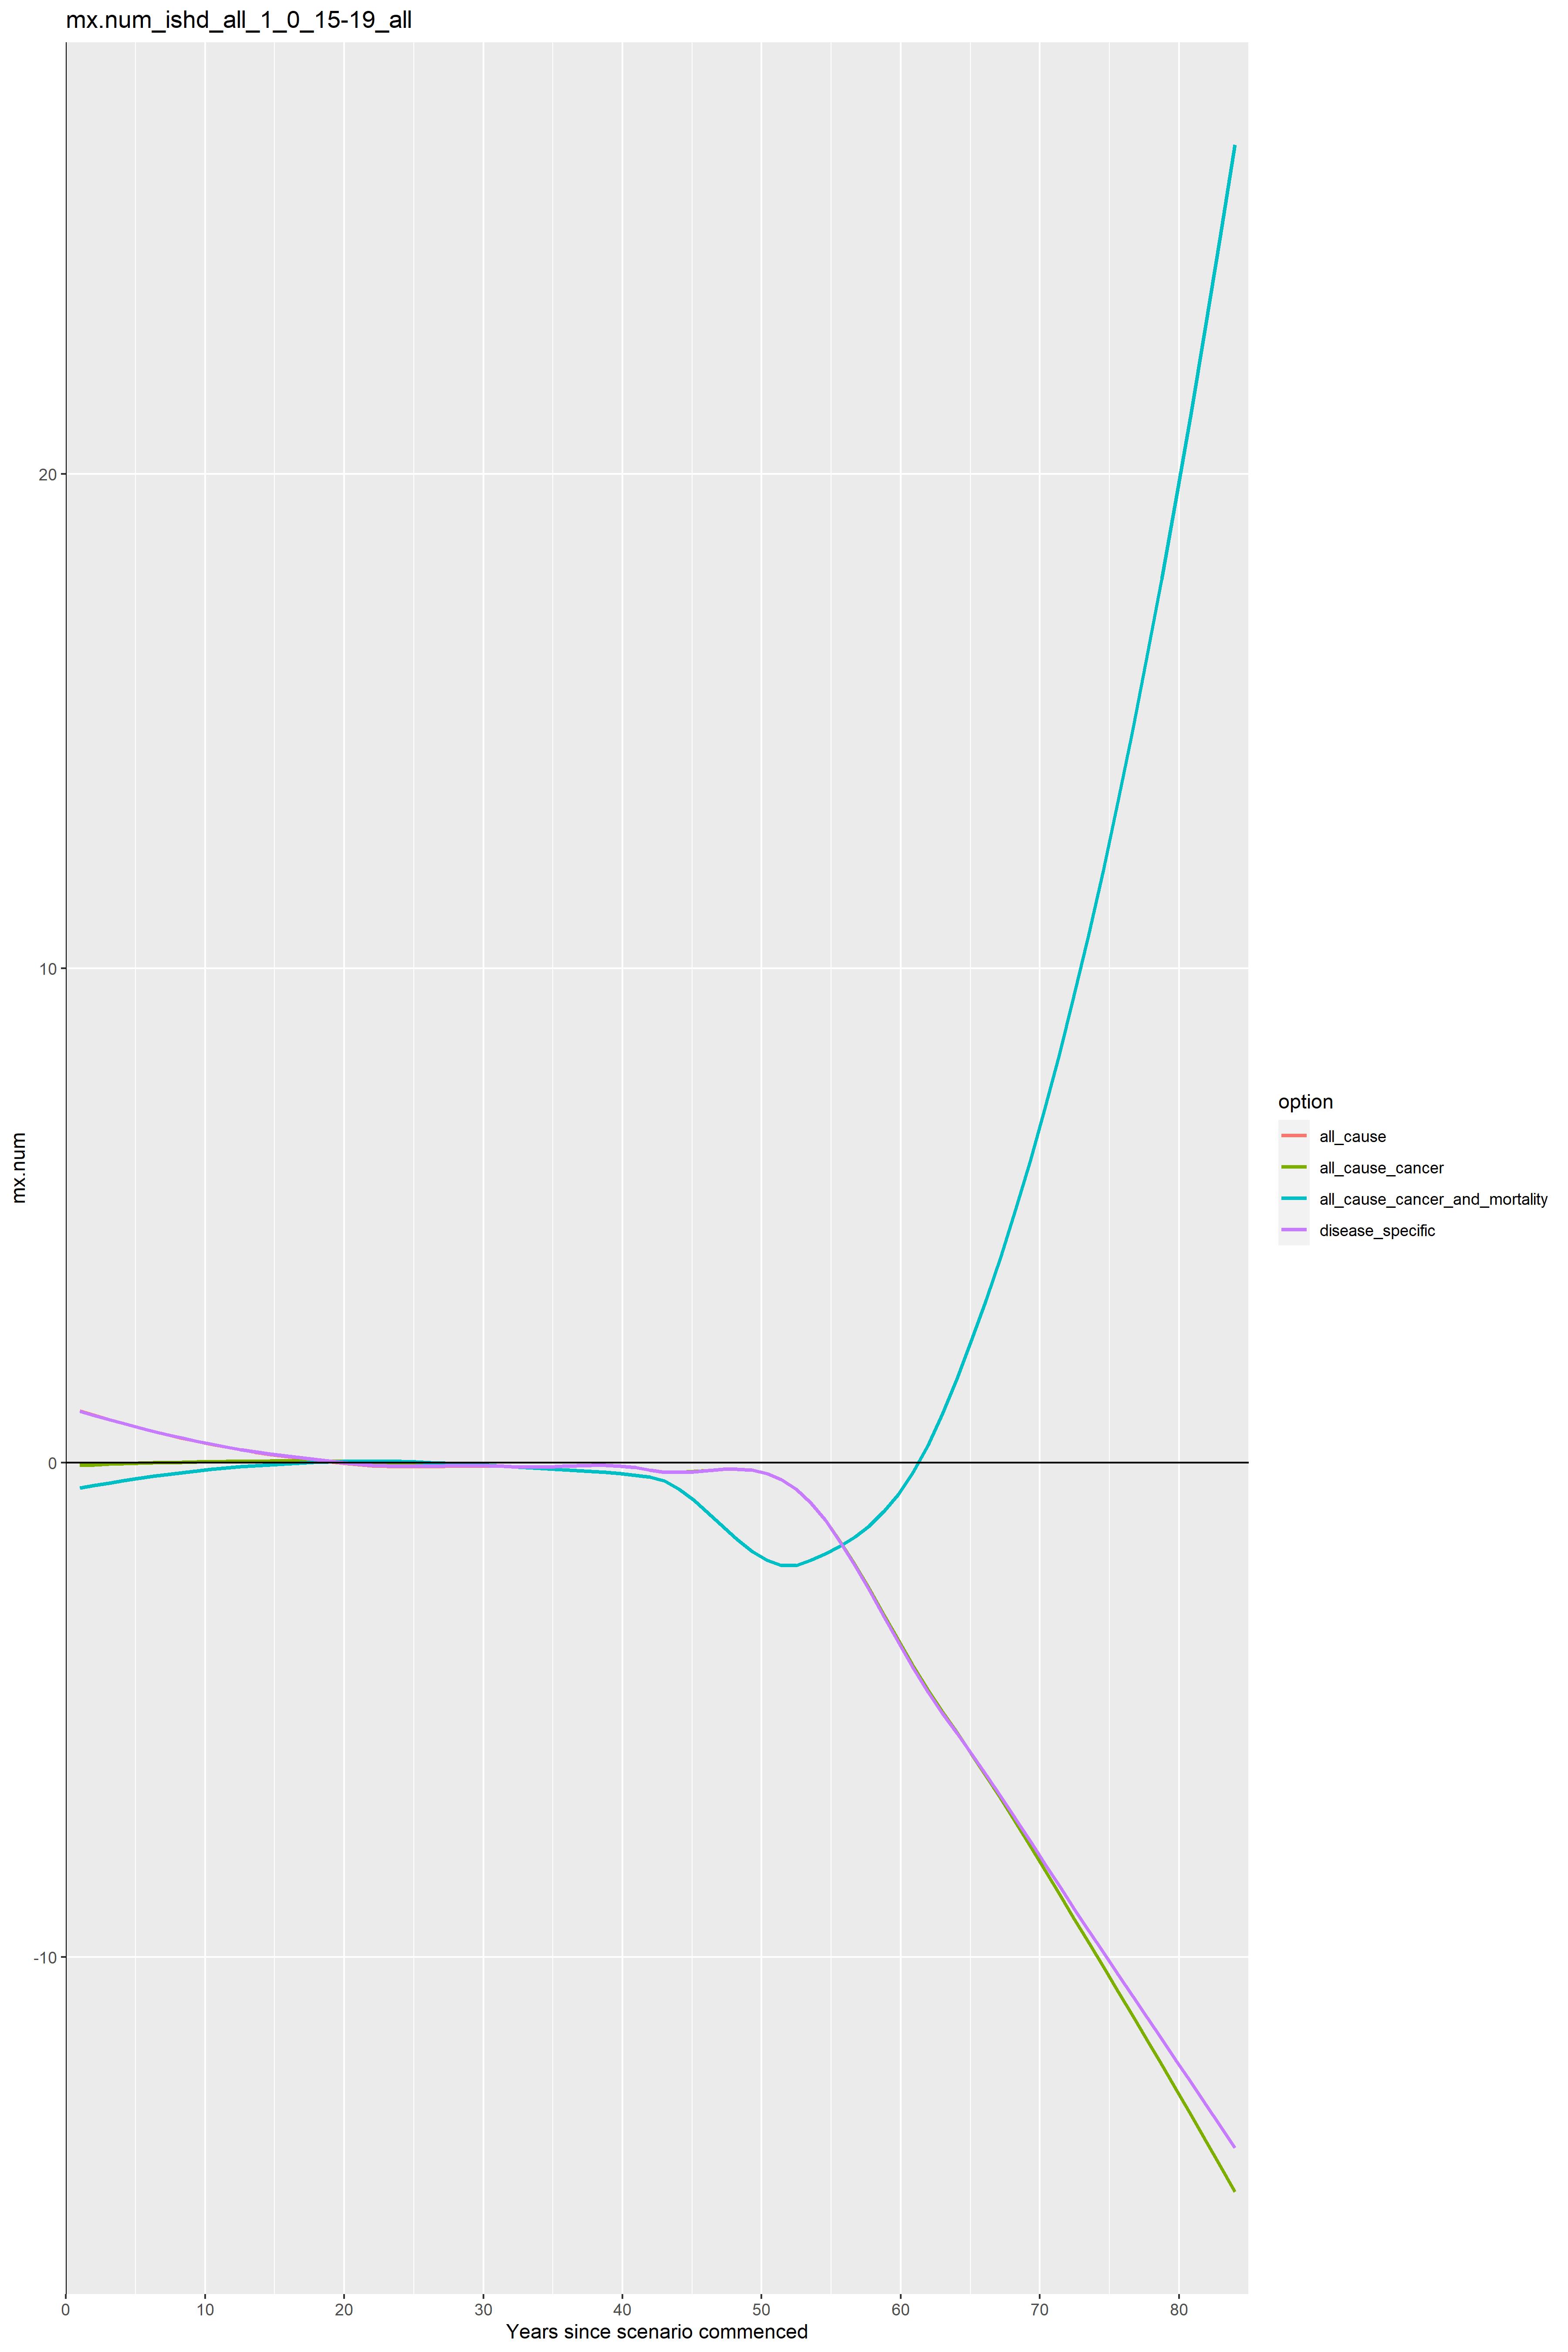 mx.num_ishd_all_1_0_15-19_all
20
10
0
-10
mx.num
0 10 20 30 40 50 60 70 80
Years since scenario commenced
option
all_cause
all_cause_cancer
all_cause_cancer_and_mortality
disease_specific